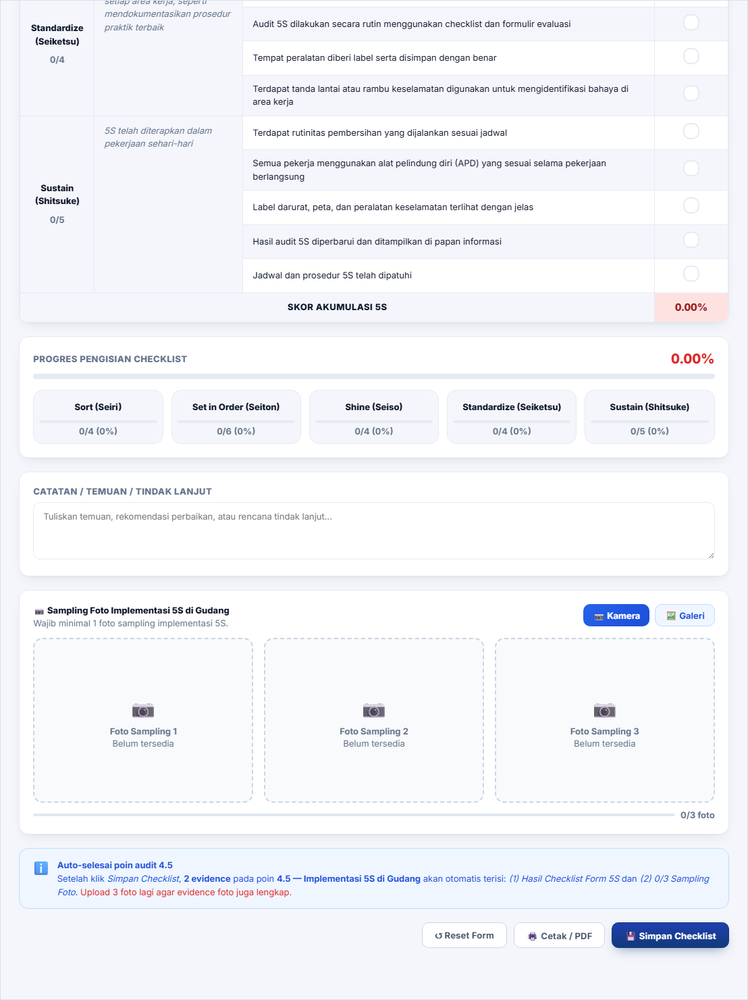 setiap area kerja, seperti
mendokumentasikan prosedur
praktik terbaik
Standardize
(Seiketsu)
0/4
Audit 5S dilakukan secara rutin menggunakan checklist dan formulir evaluasi
Tempat peralatan diberi label serta disimpan dengan benar
Terdapat tanda lantai atau rambu keselamatan digunakan untuk mengidentifikasi bahaya di
area kerja
Sustain
(Shitsuke)
0/5
5S telah diterapkan dalam
pekerjaan sehari-hari
Terdapat rutinitas pembersihan yang dijalankan sesuai jadwal
Semua pekerja menggunakan alat pelindung diri (APD) yang sesuai selama pekerjaan
berlangsung
Label darurat, peta, dan peralatan keselamatan terlihat dengan jelas
Hasil audit 5S diperbarui dan ditampilkan di papan informasi
Jadwal dan prosedur 5S telah dipatuhi
SKOR AKUMULASI 5S
0.00%
PROGRES PENGISIAN CHECKLIST
0.00%
Sort (Seiri)
0/4 (0%)
Set in Order (Seiton)
0/6 (0%)
Shine (Seiso)
0/4 (0%)
Standardize (Seiketsu)
0/4 (0%)
Sustain (Shitsuke)
0/5 (0%)
CATATAN / TEMUAN / TINDAK LANJUT
Tuliskan temuan, rekomendasi perbaikan, atau rencana tindak lanjut...
Sampling Foto Implementasi 5S di Gudang
Wajib minimal 1 foto sampling implementasi 5S.
Kamera
Galeri
Foto Sampling 1
Belum tersedia
Foto Sampling 2
Belum tersedia
Foto Sampling 3
Belum tersedia
0/3 foto
Auto-selesai poin audit 4.5
Setelah klik Simpan Checklist, 2 evidence pada poin 4.5 — Implementasi 5S di Gudang akan otomatis terisi: (1) Hasil Checklist Form 5S dan (2) 0/3 Sampling
Foto. Upload 3 foto lagi agar evidence foto juga lengkap.
↺ Reset Form
Cetak / PDF
Simpan Checklist